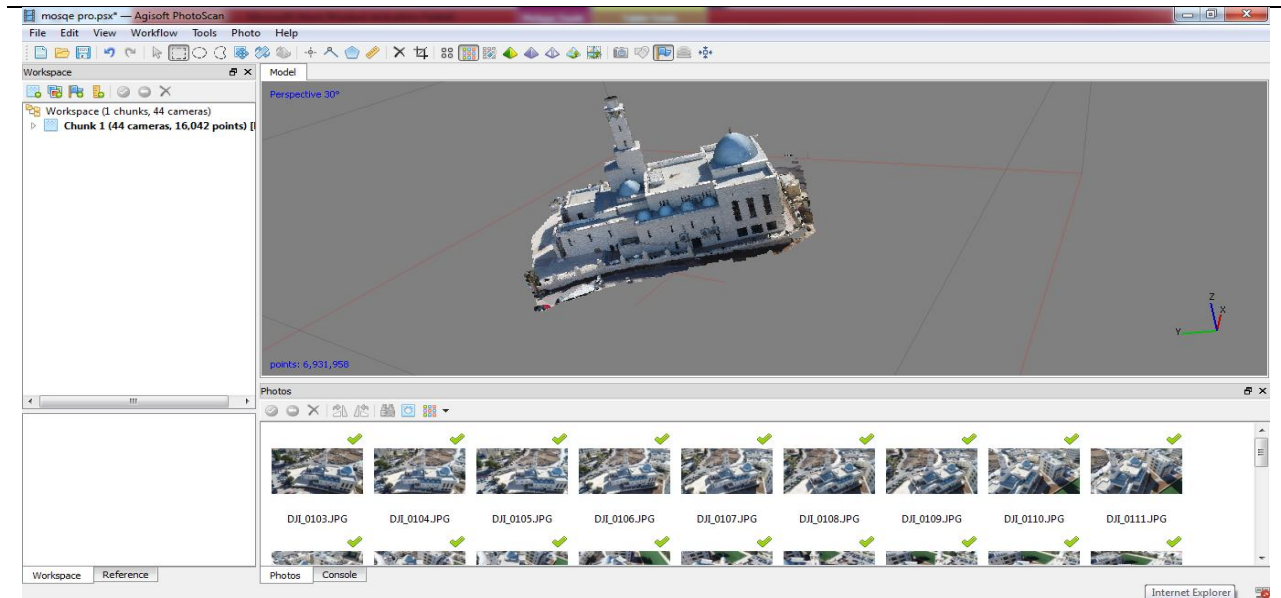 mosqe pro.psx* — Agisoft PhotoScan
File Edit View Workflow Tools Photo Help
Workspace
Model
Workspace (1 chunks, 44 cameras)
Chunk 1 (44 cameras, 16,042 points) [
Perspective 30°
Z
X
Y
points: 6,931,958
Photos
DJI_0103.JPG DJI_0104.JPG DJI_0105.JPG DJI_0106.JPG DJI_0107.JPG DJI_0108.JPG DJI_0109.JPG DJI_0110.JPG DJI_0111.JPG
Workspace Reference
Photos Console
Internet Explorer